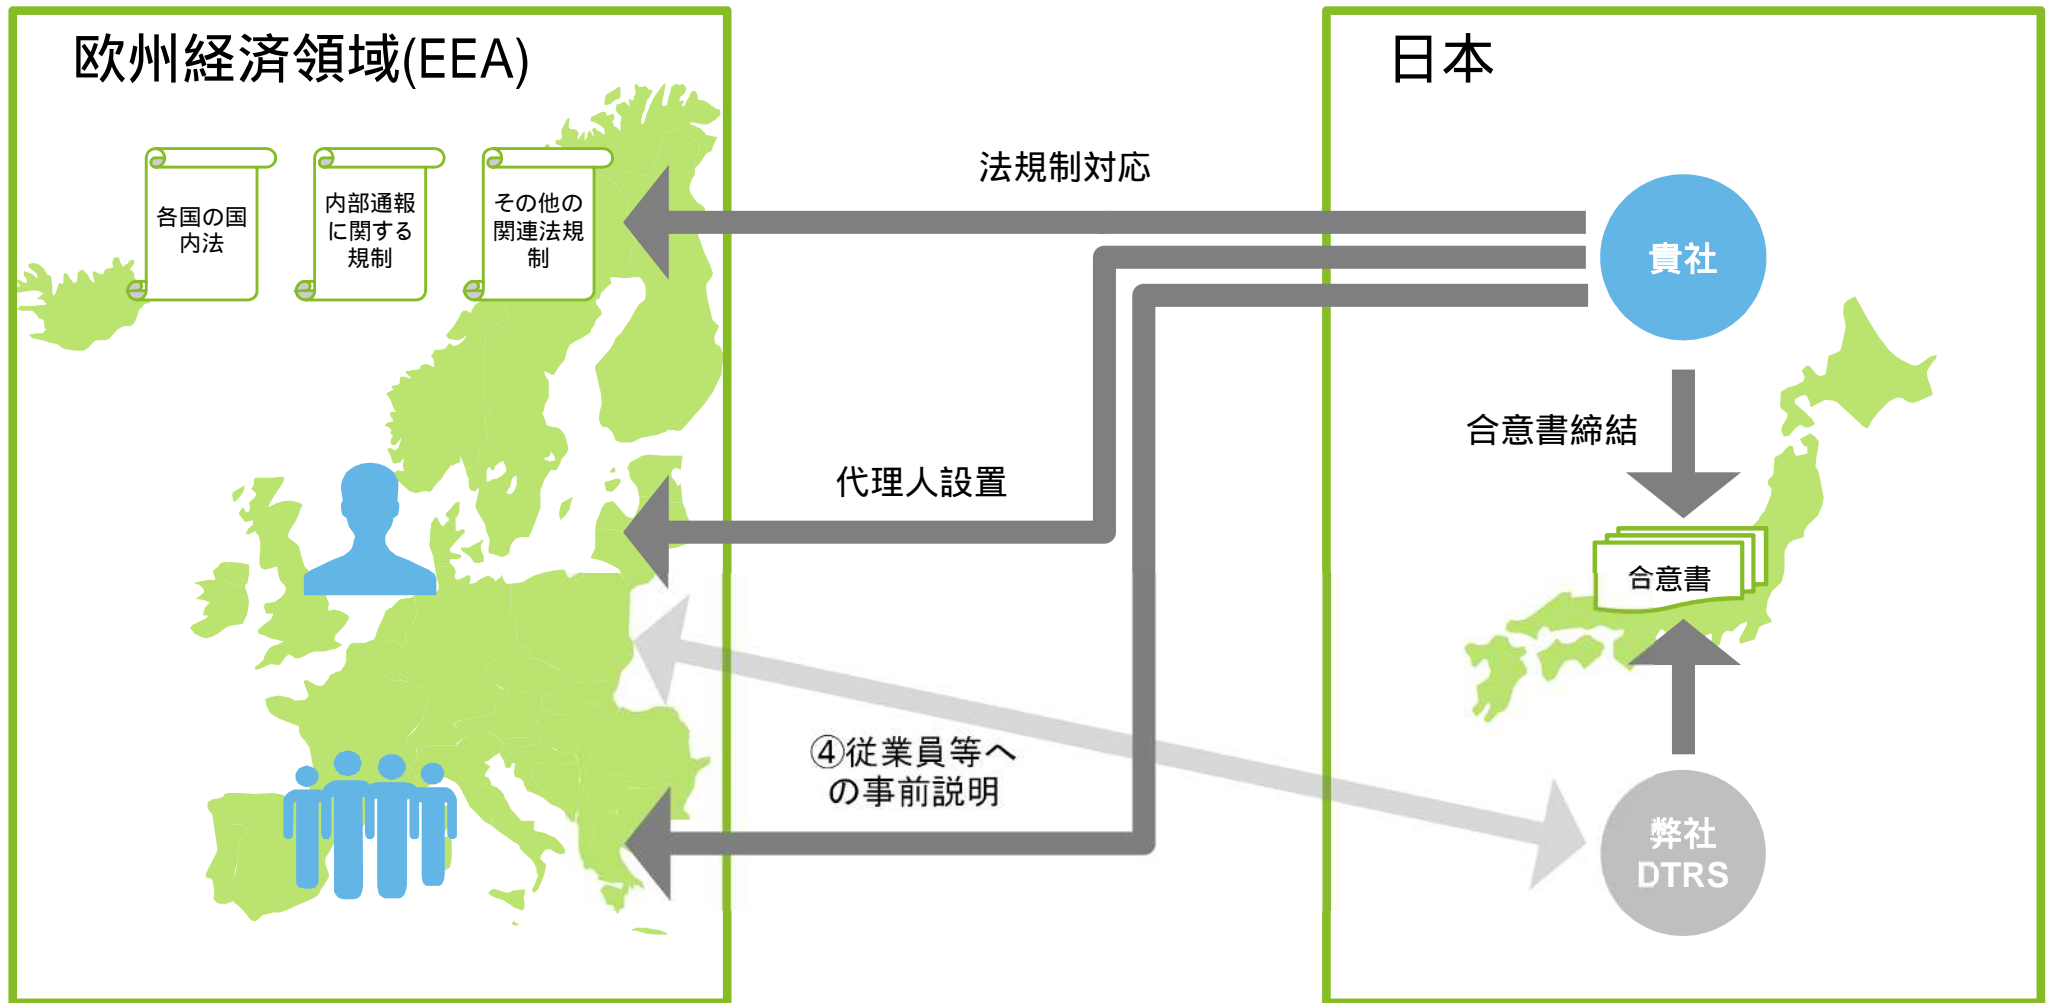 欧州経済領域(EEA)
各国の国
内法
内部通報
に関する
規制
その他の
関連法規
制
法規制対応
代理人設置
④従業員等へ
の事前説明
日本
貴社
合意書締結
合意書
弊社
DTRS